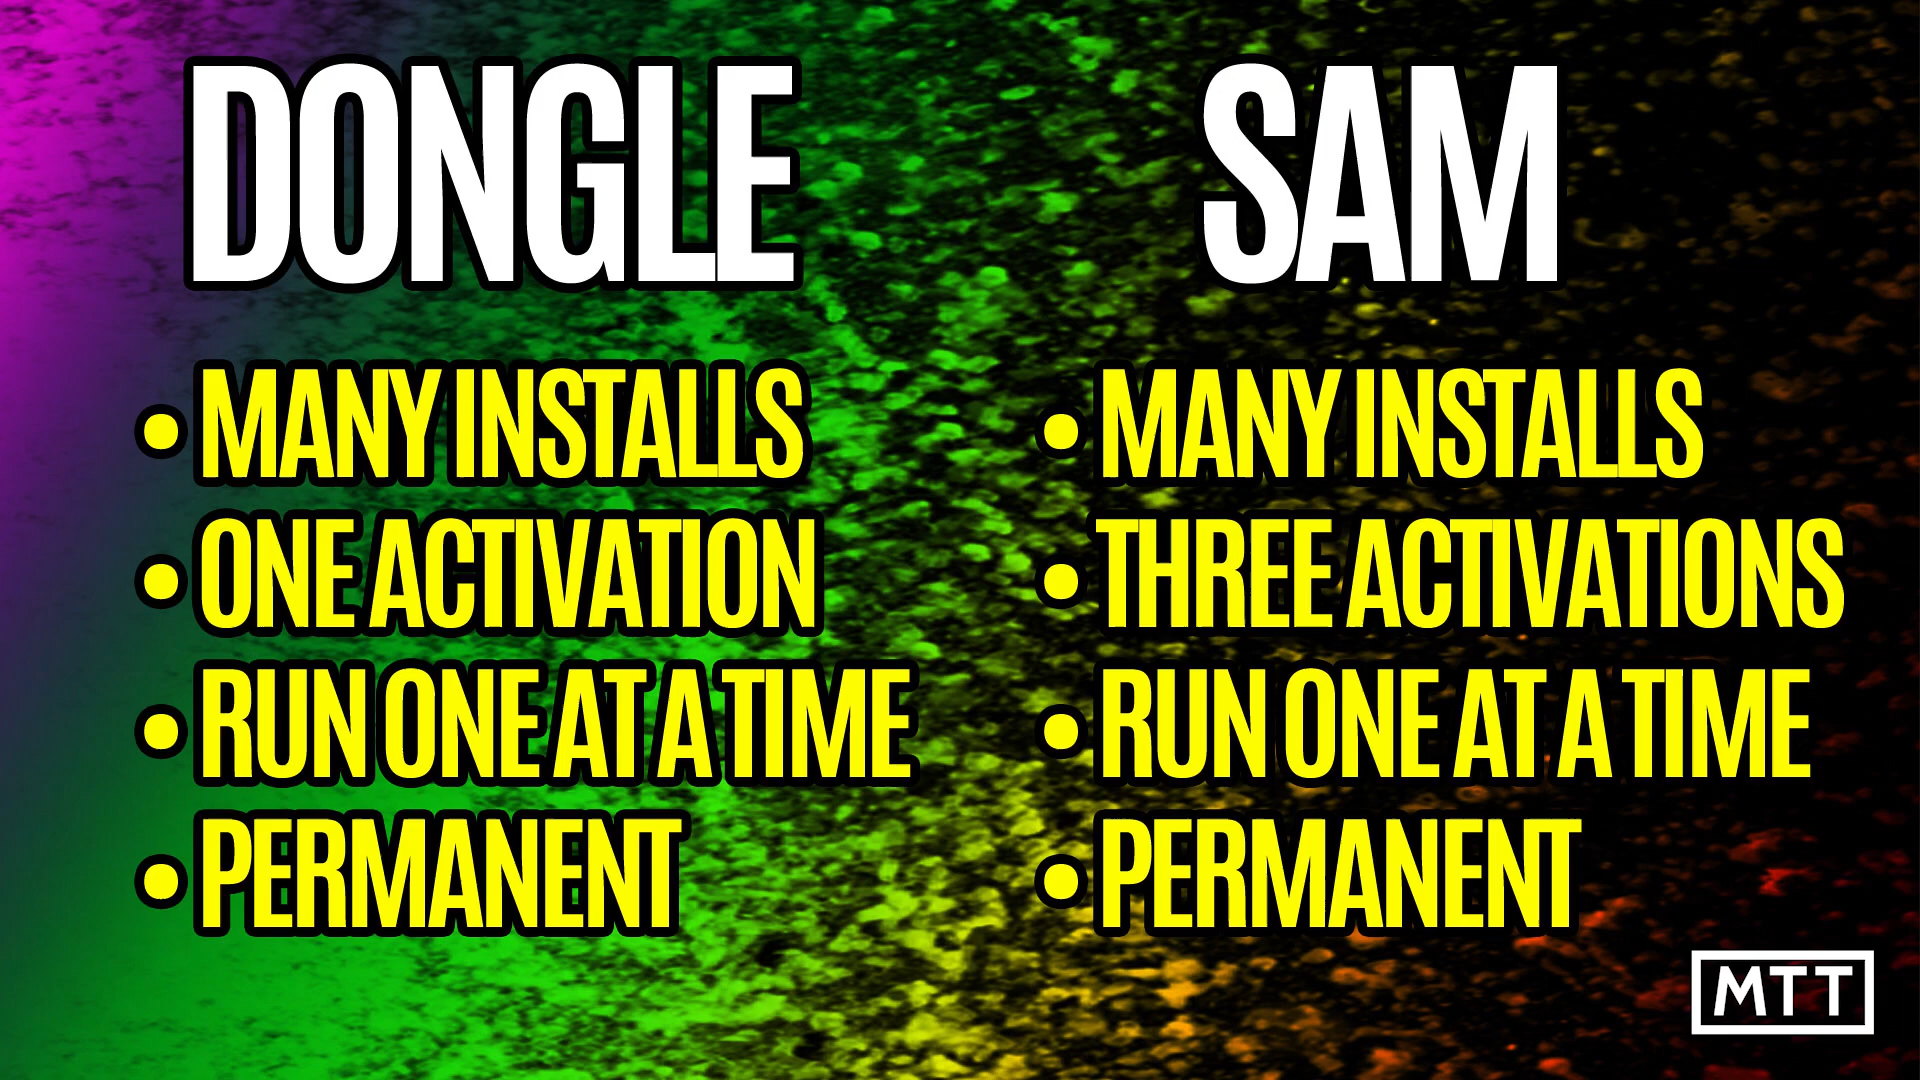 DONGLE
• MANY INSTALLS
• ONE ACTIVATION
• RUN ONE AT A TIME
• PERMANENT
SAM
• MANY INSTALLS
• THREE ACTIVATIONS
• RUN ONE AT A TIME
• PERMANENT
MTT